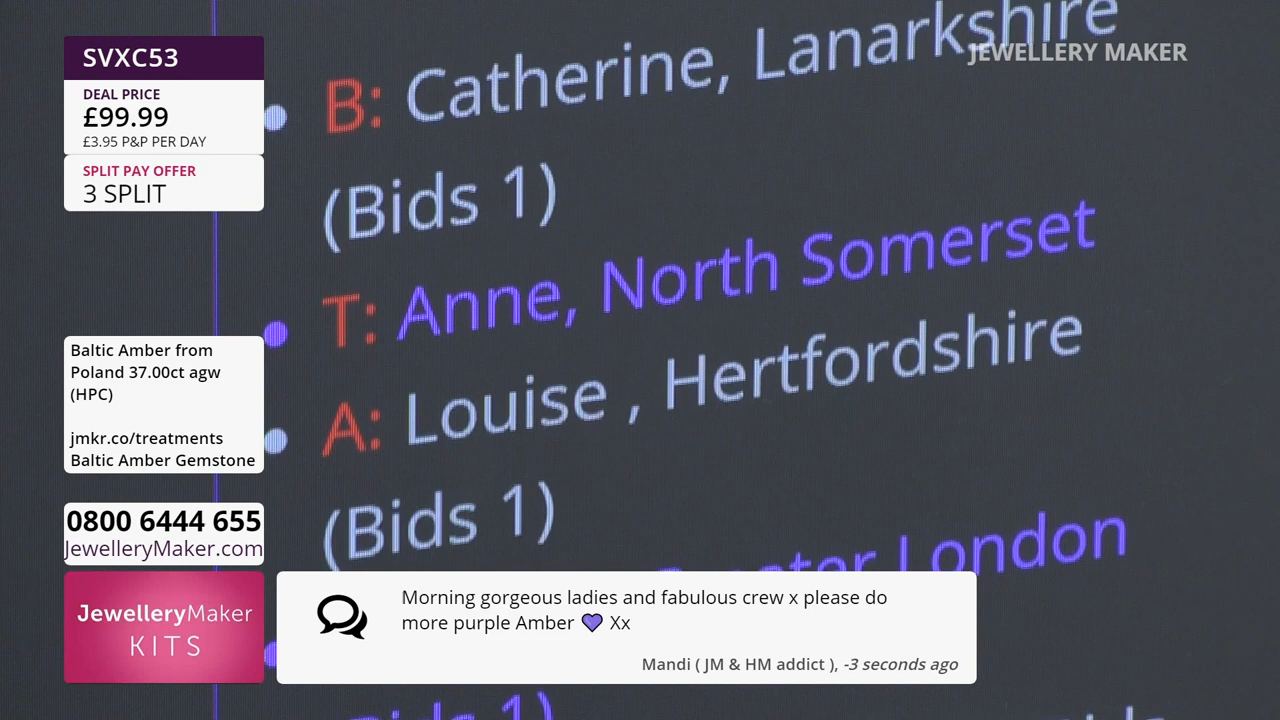 SVXC53
DEAL PRICE
£99.99
£3.95 P&P PER DAY
SPLIT PAY OFFER
3 SPLIT
Baltic Amber from
Poland 37.00ct agw
(HPC)
jmkr.co/treatments
Baltic Amber Gemstone
0800 6444 655
JewelleryMaker.com
JewelleryMaker
KITS
JEWELLERY MAKER
B: Catherine, Lanarkshire
(Bids 1)
T: Anne, North Somerset
A: Louise , Hertfordshire
(Bids 1)
London
Morning gorgeous ladies and fabulous crew x please do
more purple Amber 💜 Xx
Mandi ( JM & HM addict ), -3 seconds ago